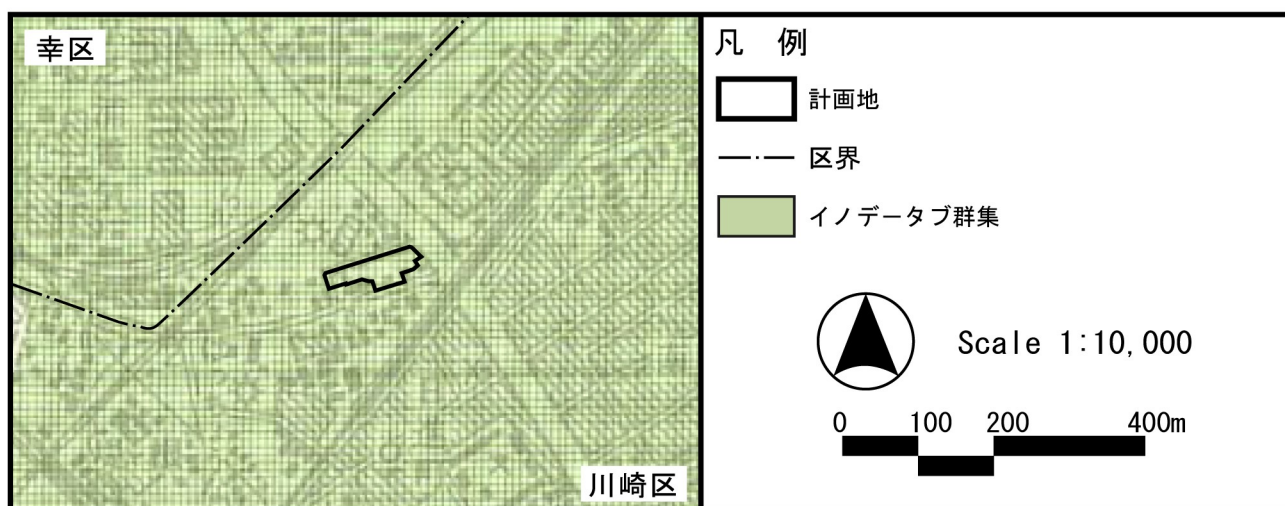 幸区
川崎区
凡 例
計画地
区界
イノデータブ群集
Scale 1:10,000
0 100 200 400m